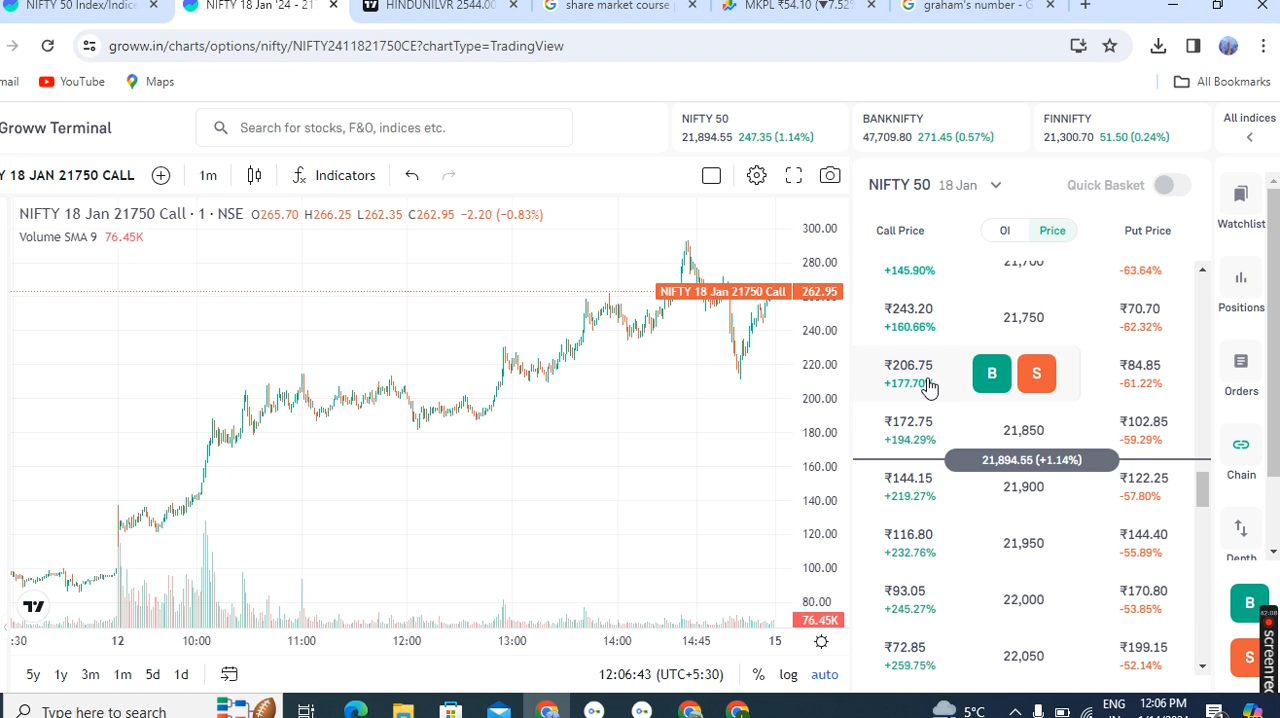 NIFTY 50 Index/Indice
NIFTY 18 Jan '24 - 21
HINDUNILVR 2544.00
share market course
MKPL ₹54.10 (▼7.52%
graham's number - G
groww.in/charts/options/nifty/NIFTY2411821750CE?chartType=TradingView
mail
YouTube
Maps
All Bookmarks
Groww Terminal
Search for stocks, F&O, indices etc.
NIFTY 50
21,894.55 247.35 (1.14%)
BANKNIFTY
47,709.80 271.45 (0.57%)
FINNIFTY
21,300.70 51.50 (0.24%)
All indices
Y 18 JAN 21750 CALL
1m
Indicators
NIFTY 18 Jan 21750 Call · 1 · NSE O265.70 H266.25 L262.35 C262.95 -2.20 (-0.83%)
Volume SMA 9 76.45K
300.00
280.00
NIFTY 18 Jan 21750 Call 262.95
240.00
220.00
200.00
180.00
160.00
140.00
120.00
100.00
80.00
76.45K
:30 12 10:00 11:00 12:00 13:00 14:00 14:45 15
5y 1y 3m 1m 5d 1d
12:06:43 (UTC+5:30) % log auto
NIFTY 50 18 Jan
Quick Basket
Call Price OI Price Put Price
+145.90% 21,700 -63.64%
₹243.20 21,750 ₹70.70
+160.66% -62.32%
₹206.75 B S ₹84.85
+177.70% -61.22%
₹172.75 21,850 ₹102.85
+194.29% -59.29%
21,894.55 (+1.14%)
₹144.15 21,900 ₹122.25
+219.27% -57.80%
₹116.80 21,950 ₹144.40
+232.76% -55.89%
₹93.05 22,000 ₹170.80
+245.27% -53.85%
₹72.85 22,050 ₹199.15
+259.75% -52.14%
Watchlist
Positions
Orders
Chain
Depth
B
S
screen rec
Type here to search
5°C
ENG
12:06 PM